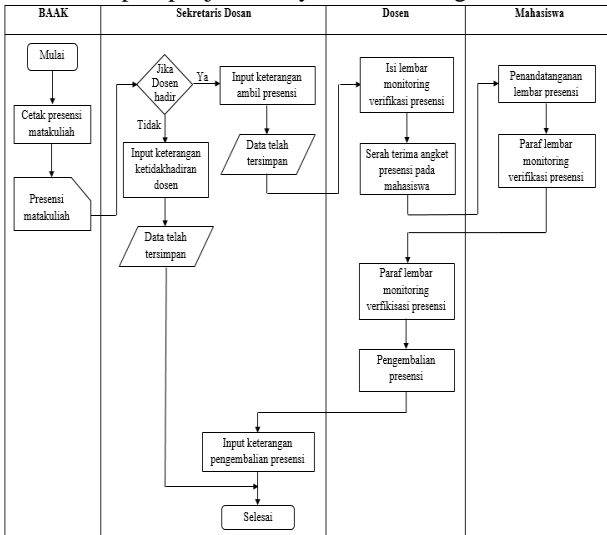 BAAK
Sekretaris Dosan
Dosen
Mahasiswa
Mulai
Cetak presensi
matakuliah
Presensi
matakuliah
Jika
Dosen
hadir
Ya
Tidak
Input keterangan
ambil presensi
Data telah
tersimpan
Input keterangan
ketidakhadiran
dosen
Data telah
tersimpan
Isi lembar
monitoring
verifikasi presensi
Serah terima angket
presensi pada
mahasiswa
Penandatanganan
lembar presensi
Paraf lembar
monitoring
verifikasi presensi
Paraf lembar
monitoring
verfikisasi presensi
Pengembalian
presensi
Input keterangan
pengembalian presensi
Selesai